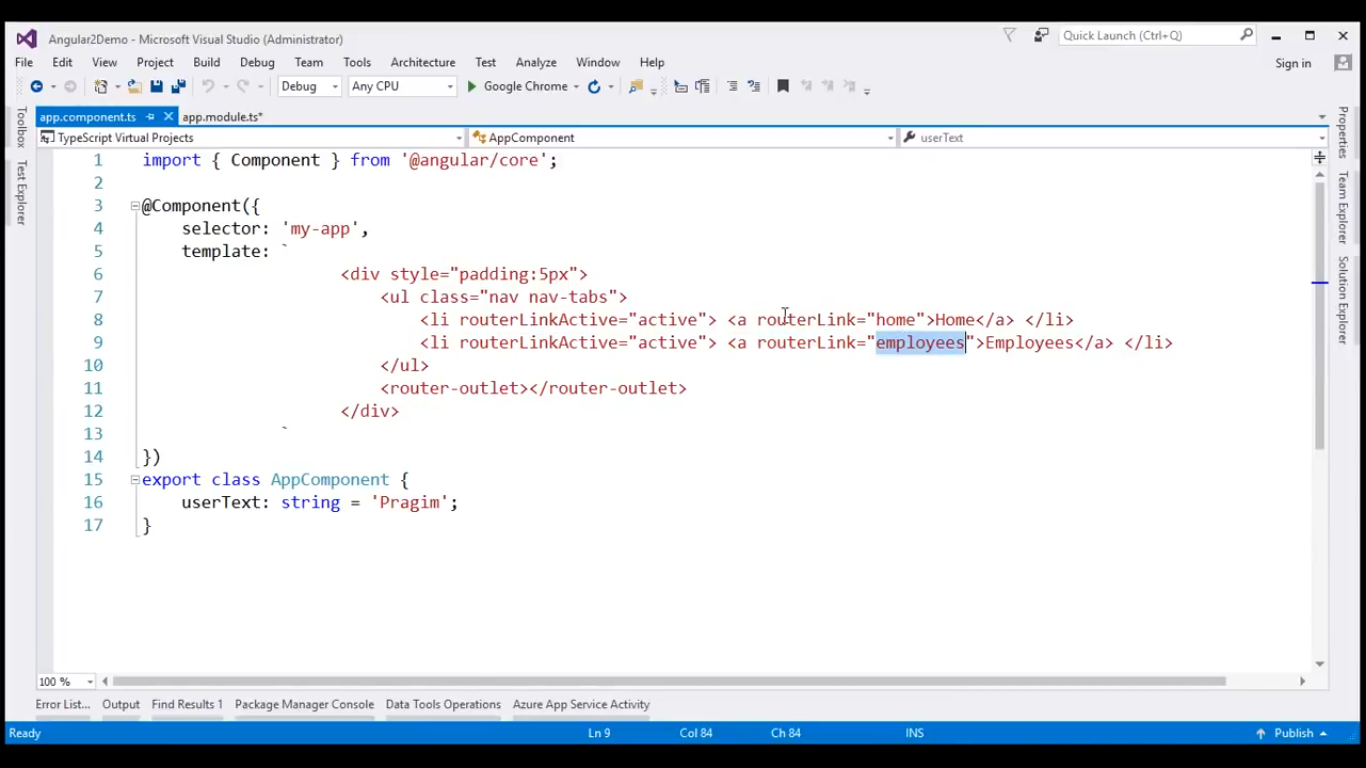 Angular2Demo - Microsoft Visual Studio (Administrator)
Quick Launch (Ctrl+Q)
File Edit View Project Build Debug Team Tools Architecture Test Analyze Window Help
Sign in
Debug Any CPU Google Chrome
app.component.ts app.module.ts*
TypeScript Virtual Projects AppComponent userText
Toolbox
Test Explorer
Properties
Team Explorer
Solution Explorer
1 import { Component } from '@angular/core';
2
3 @Component({
4 selector: 'my-app',
5 template: `
6 <div style="padding:5px">
7 <ul class="nav nav-tabs">
8 <li routerLinkActive="active"> <a routerLink="home">Home</a> </li>
9 <li routerLinkActive="active"> <a routerLink="employees">Employees</a> </li>
10 </ul>
11 <router-outlet></router-outlet>
12 </div>
13 `
14 })
15 export class AppComponent {
16 userText: string = 'Pragim';
17 }
100 %
Error List... Output Find Results 1 Package Manager Console Data Tools Operations Azure App Service Activity
Ready Ln 9 Col 84 Ch 84 INS Publish